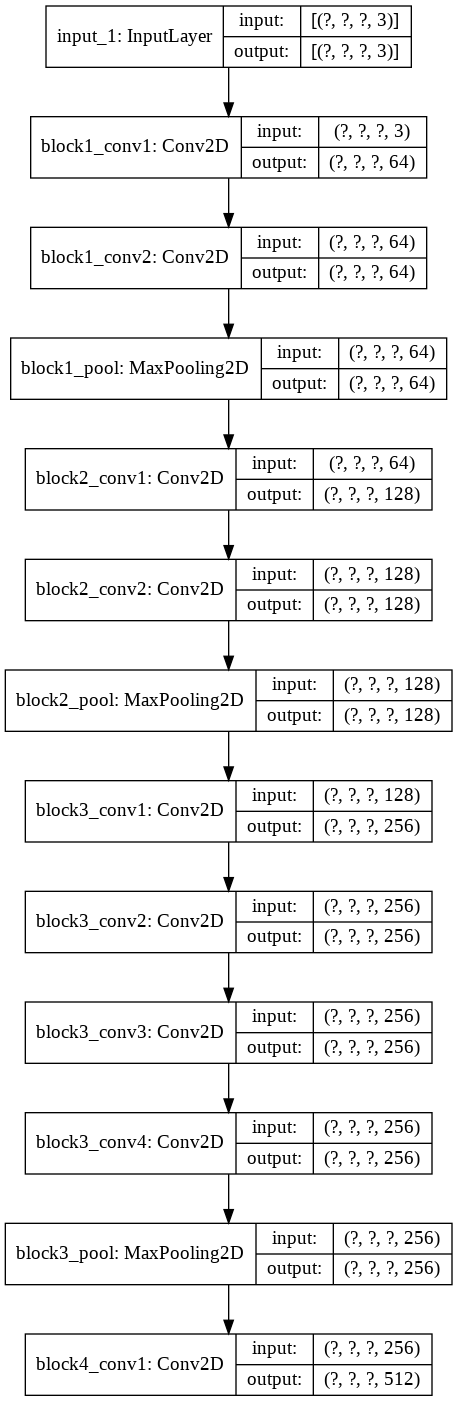 input_1: InputLayer
input: [(?, ?, ?, 3)]
output: [(?, ?, ?, 3)]
block1_conv1: Conv2D
input: (?, ?, ?, 3)
output: (?, ?, ?, 64)
block1_conv2: Conv2D
input: (?, ?, ?, 64)
output: (?, ?, ?, 64)
block1_pool: MaxPooling2D
input: (?, ?, ?, 64)
output: (?, ?, ?, 64)
block2_conv1: Conv2D
input: (?, ?, ?, 64)
output: (?, ?, ?, 128)
block2_conv2: Conv2D
input: (?, ?, ?, 128)
output: (?, ?, ?, 128)
block2_pool: MaxPooling2D
input: (?, ?, ?, 128)
output: (?, ?, ?, 128)
block3_conv1: Conv2D
input: (?, ?, ?, 128)
output: (?, ?, ?, 256)
block3_conv2: Conv2D
input: (?, ?, ?, 256)
output: (?, ?, ?, 256)
block3_conv3: Conv2D
input: (?, ?, ?, 256)
output: (?, ?, ?, 256)
block3_conv4: Conv2D
input: (?, ?, ?, 256)
output: (?, ?, ?, 256)
block3_pool: MaxPooling2D
input: (?, ?, ?, 256)
output: (?, ?, ?, 256)
block4_conv1: Conv2D
input: (?, ?, ?, 256)
output: (?, ?, ?, 512)